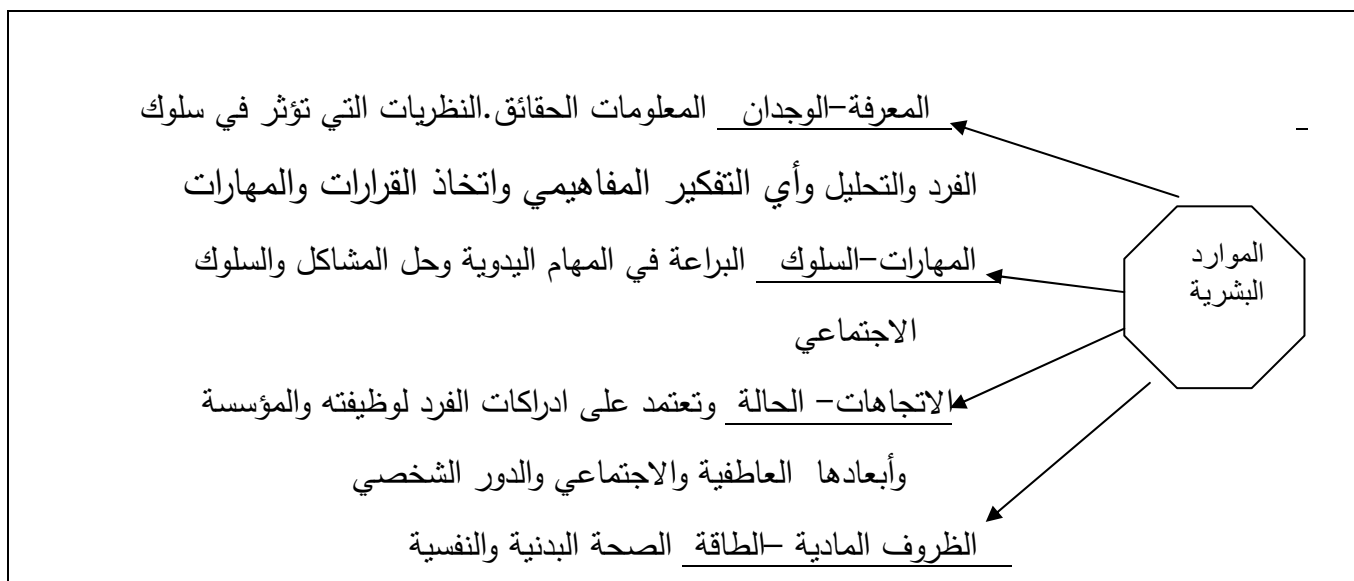 المعرفة–الوجدان المعلومات الحقائق.النظريات التي تؤثر في سلوك
الفرد والتحليل وأي التفكير المفاهيمي واتخاذ القرارات والمهارات
المهارات–السلوك البراعة في المهام اليدوية وحل المشاكل والسلوك
الاجتماعي
الاتجاهات– الحالة وتعتمد على ادراكات الفرد لوظيفته والمؤسسة
وأبعادها العاطفية والاجتماعي والدور الشخصي
الظروف المادية –الطاقة الصحة البدنية والنفسية
الموارد
البشرية